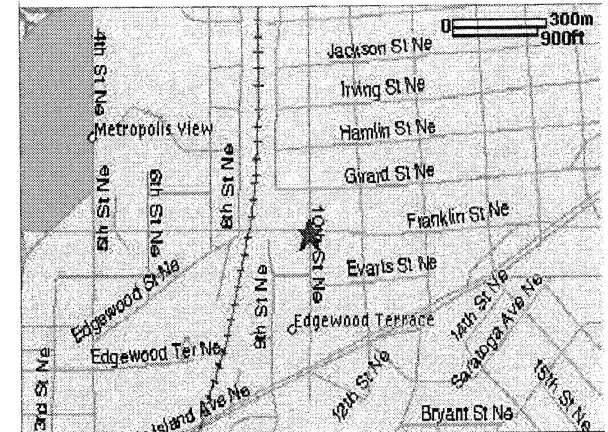 0 300m
900ft
Jackson St Ne
4th St Ne
Irving St Ne
Metropolis View
Hamlin St Ne
Girard St Ne
6th St Ne
8th St Ne
10th St Ne
Franklin St Ne
Evarts St Ne
Edgewood St Ne
9th St Ne
14th St Ne
Saratoga Ave Ne
Edgewood Terrace
Edgewood Ter Ne
3rd St Ne
Island Ave Ne
12th St Ne
15th St Ne
Bryant St Ne